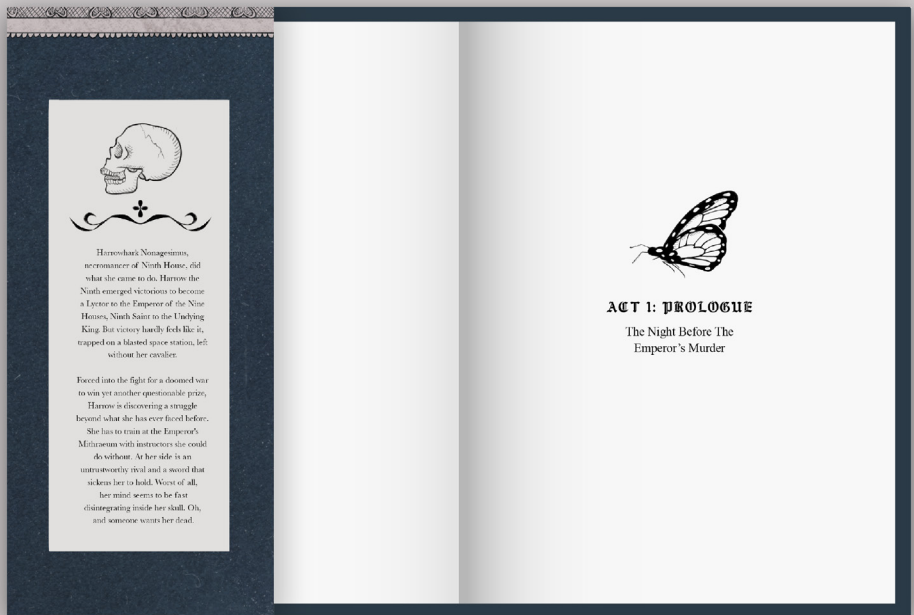 Harrowhark Nonagesimus,
necromancer of Ninth House, did
what she came to do. Harrow the
Ninth emerged victorious to become
a Lyctor to the Emperor of the Nine
Houses, Ninth Saint to the Undying
King. But victory hardly feels like it,
trapped on a blasted space station, left
without her cavalier.
Forced into the fight for a doomed war
to win yet another questionable prize,
Harrow is discovering a struggle
beyond what she has ever faced before.
She has to train at the Emperor's
Mithraeum with instructors she could
do without. At her side is an
untrustworthy rival and a sword that
sickens her to hold. Worst of all,
her mind seems to be fast
disintegrating inside her skull. Oh,
and someone wants her dead.
ACT 1: PROLOGUE
The Night Before The
Emperor's Murder